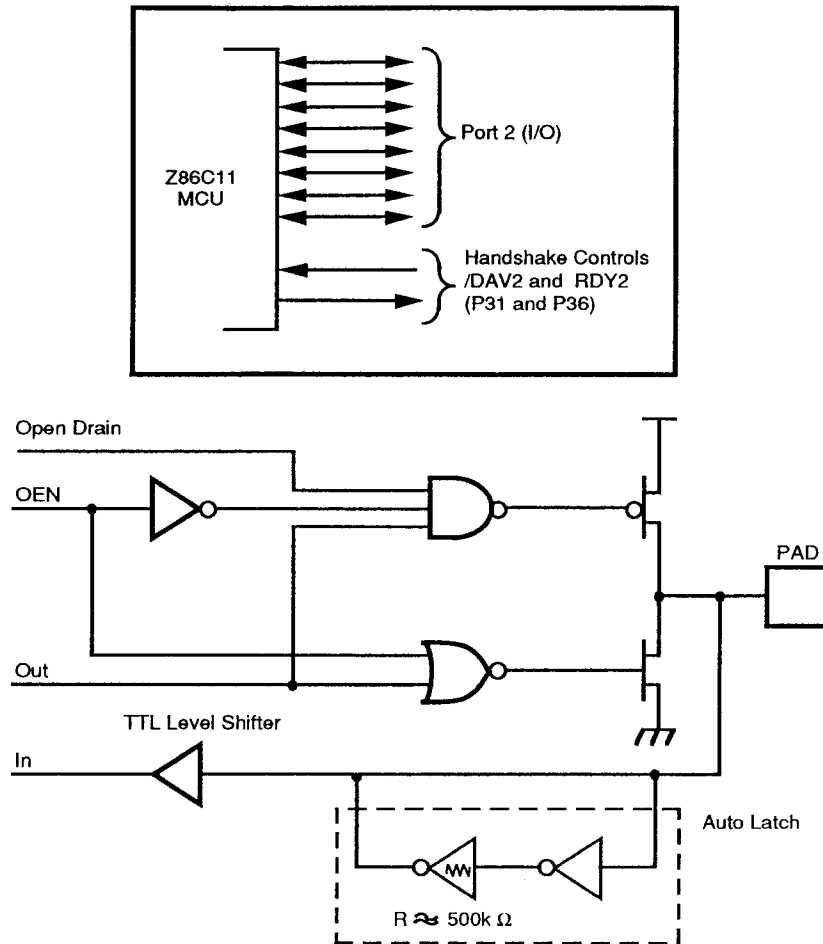 Z86C11
MCU
Port 2 (I/O)
Handshake Controls
/DAV2 and RDY2
(P31 and P36)
Open Drain
OEN
PAD
Out
TTL Level Shifter
In
Auto Latch
R ≈ 500k Ω